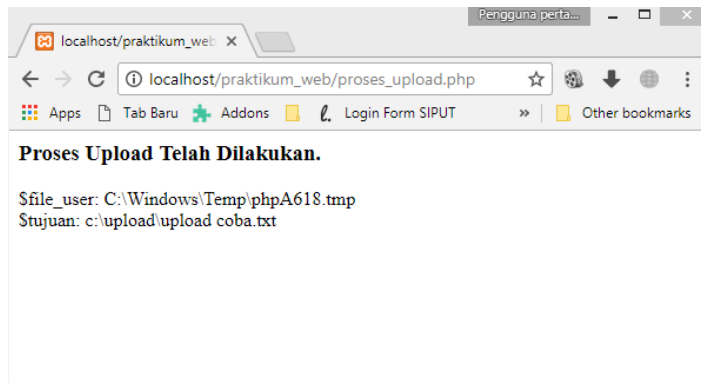 Pengguna perta...
localhost/praktikum_web
localhost/praktikum_web/proses_upload.php
Apps Tab Baru Addons Login Form SIPUT » Other bookmarks
Proses Upload Telah Dilakukan.
$file_user: C:\Windows\Temp\phpA618.tmp
$tujuan: c:\upload\upload coba.txt